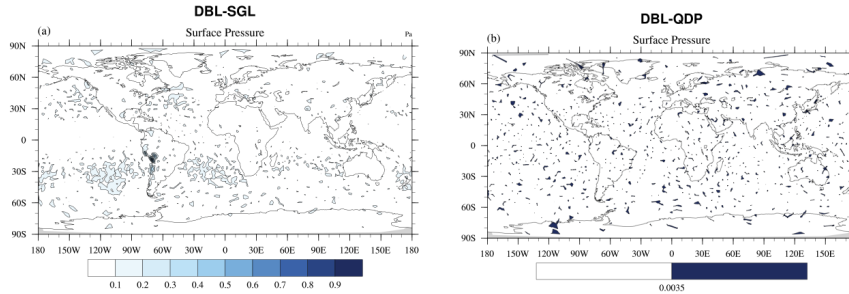 DBL-SGL
(a)
Surface Pressure
Pa
90N
60N
30N
0
30S
60S
90S
180 150W 120W 90W 60W 30W 0 30E 60E 90E 120E 150E 180
0.1 0.2 0.3 0.4 0.5 0.6 0.7 0.8 0.9
DBL-QDP
(b)
Surface Pressure
90N
60N
30N
0
30S
60S
90S
180 150W 120W 90W 60W 30W 0 30E 60E 90E 120E 150E
0.0035